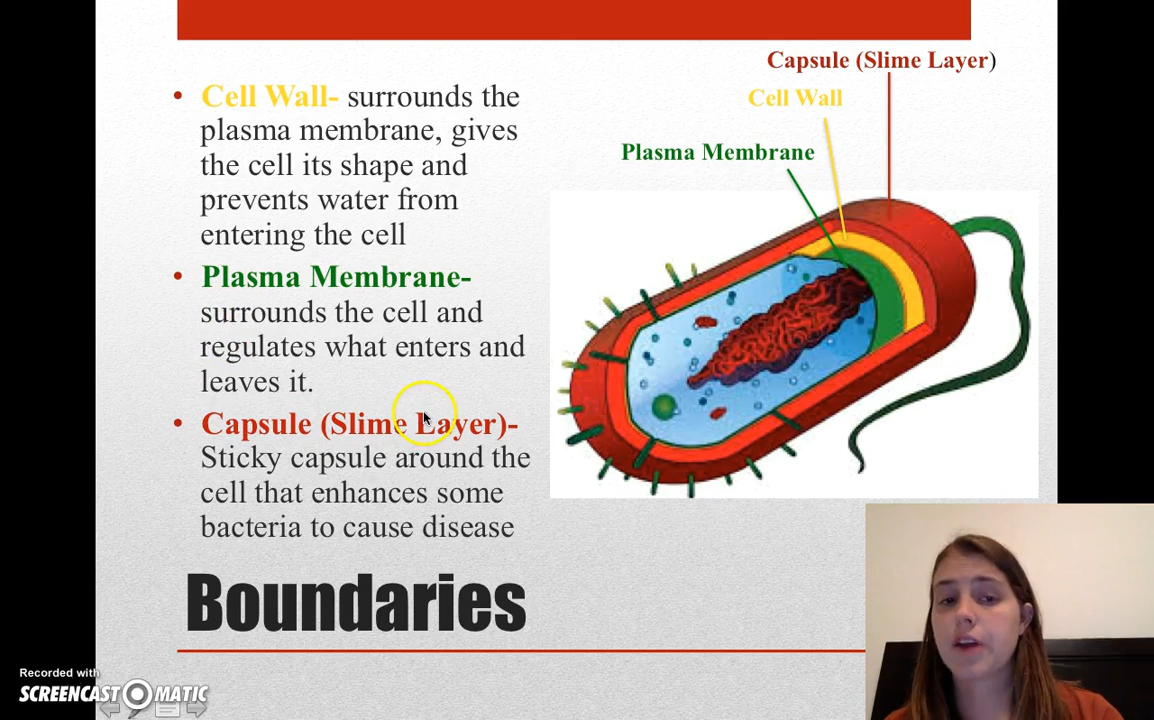 Capsule (Slime Layer)
Cell Wall
Plasma Membrane
• Cell Wall- surrounds the
plasma membrane, gives
the cell its shape and
prevents water from
entering the cell
• Plasma Membrane-
surrounds the cell and
regulates what enters and
leaves it.
• Capsule (Slime Layer)-
Sticky capsule around the
cell that enhances some
bacteria to cause disease
Boundaries
Recorded with
SCREENCAST-O-MATIC